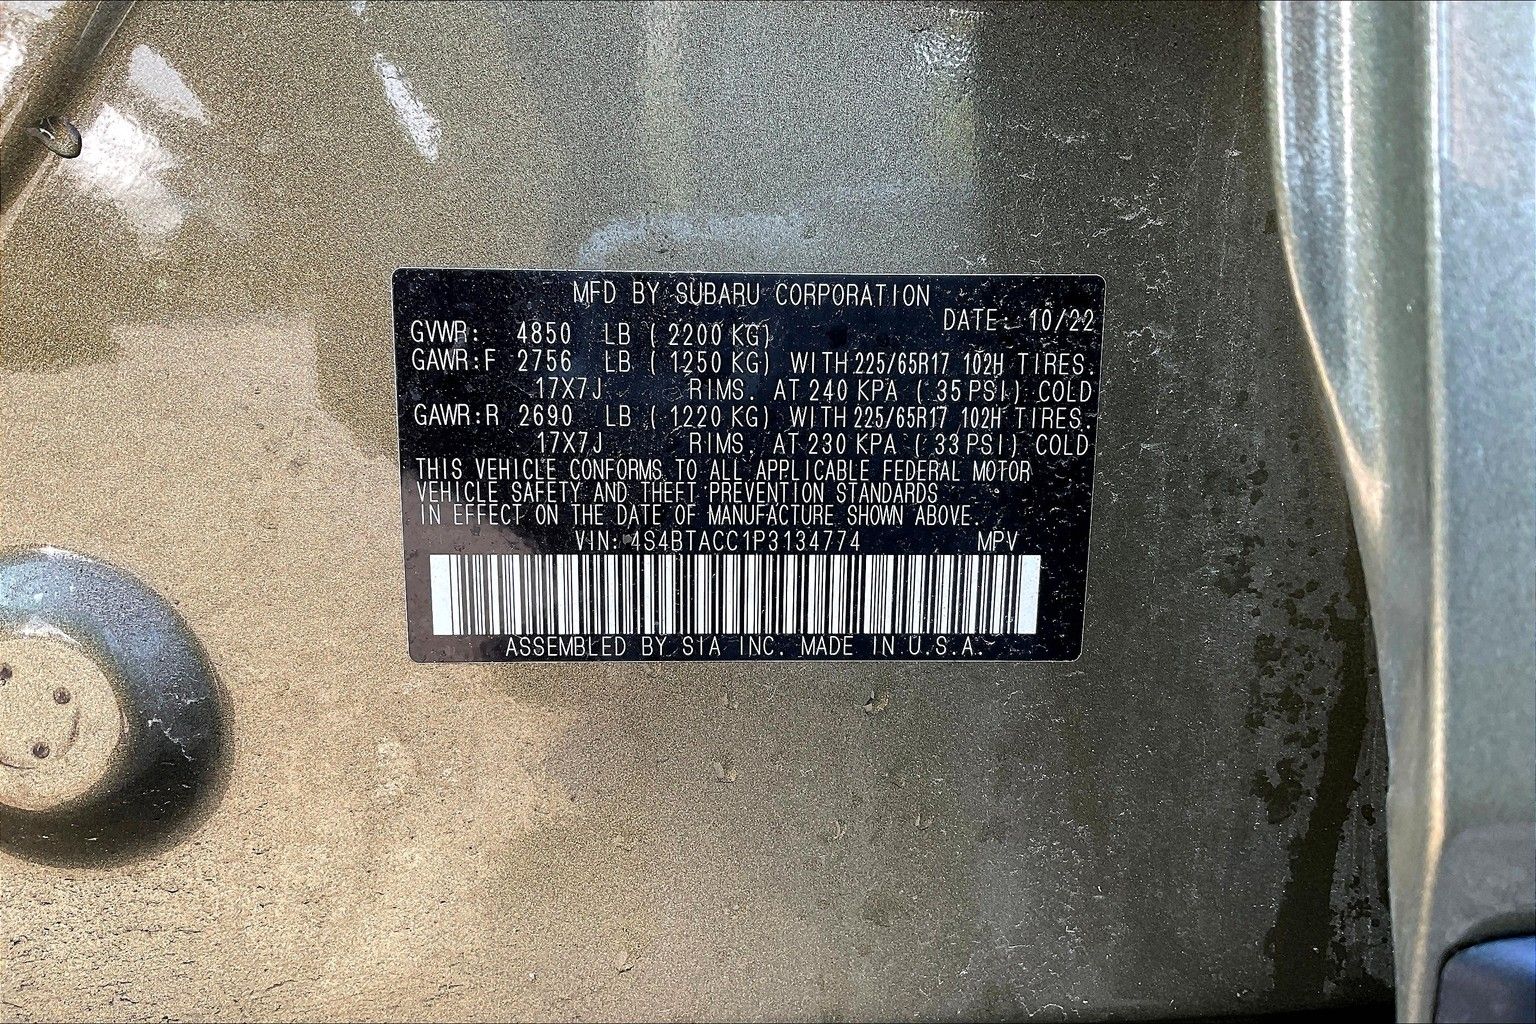 MFD BY SUBARU CORPORATION
DATE: 10/22
GVWR: 4850 LB ( 2200 KG)
GAWR:F 2756 LB ( 1250 KG) WITH 225/65R17 102H TIRES.
17X7J RIMS. AT 240 KPA ( 35 PSI) COLD
GAWR:R 2690 LB ( 1220 KG) WITH 225/65R17 102H TIRES.
17X7J RIMS. AT 230 KPA ( 33 PSI) COLD
THIS VEHICLE CONFORMS TO ALL APPLICABLE FEDERAL MOTOR
VEHICLE SAFETY AND THEFT PREVENTION STANDARDS
IN EFFECT ON THE DATE OF MANUFACTURE SHOWN ABOVE.
VIN: 4S4BTACC1P3134774 MPV
ASSEMBLED BY SIA INC. MADE IN U.S.A.